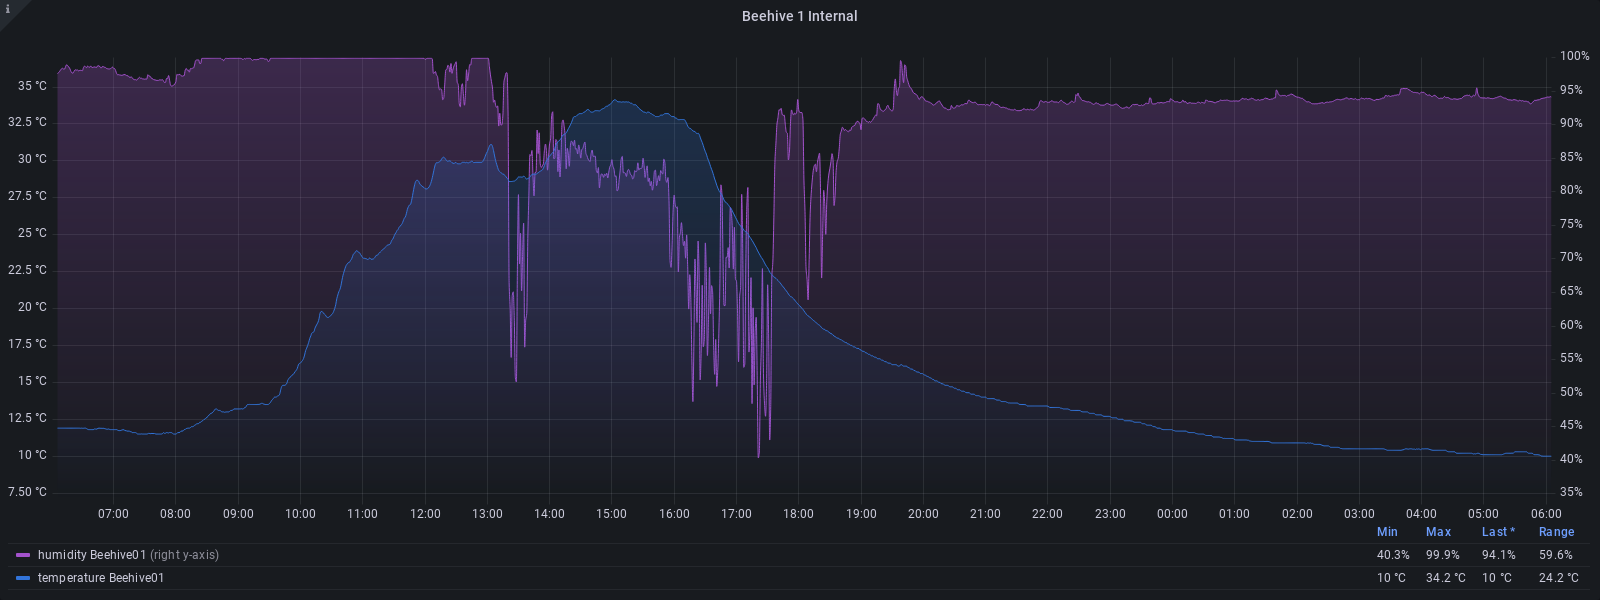 i
Beehive 1 Internal
35 °C
32.5 °C
30 °C
27.5 °C
25 °C
22.5 °C
20 °C
17.5 °C
15 °C
12.5 °C
10 °C
7.50 °C
100%
95%
90%
85%
80%
75%
70%
65%
60%
55%
50%
45%
40%
35%
07:00 08:00 09:00 10:00 11:00 12:00 13:00 14:00 15:00 16:00 17:00 18:00 19:00 20:00 21:00 22:00 23:00 00:00 01:00 02:00 03:00 04:00 05:00 06:00
Min Max Last * Range
humidity Beehive01 (right y-axis) 40.3% 99.9% 94.1% 59.6%
temperature Beehive01 10 °C 34.2 °C 10 °C 24.2 °C